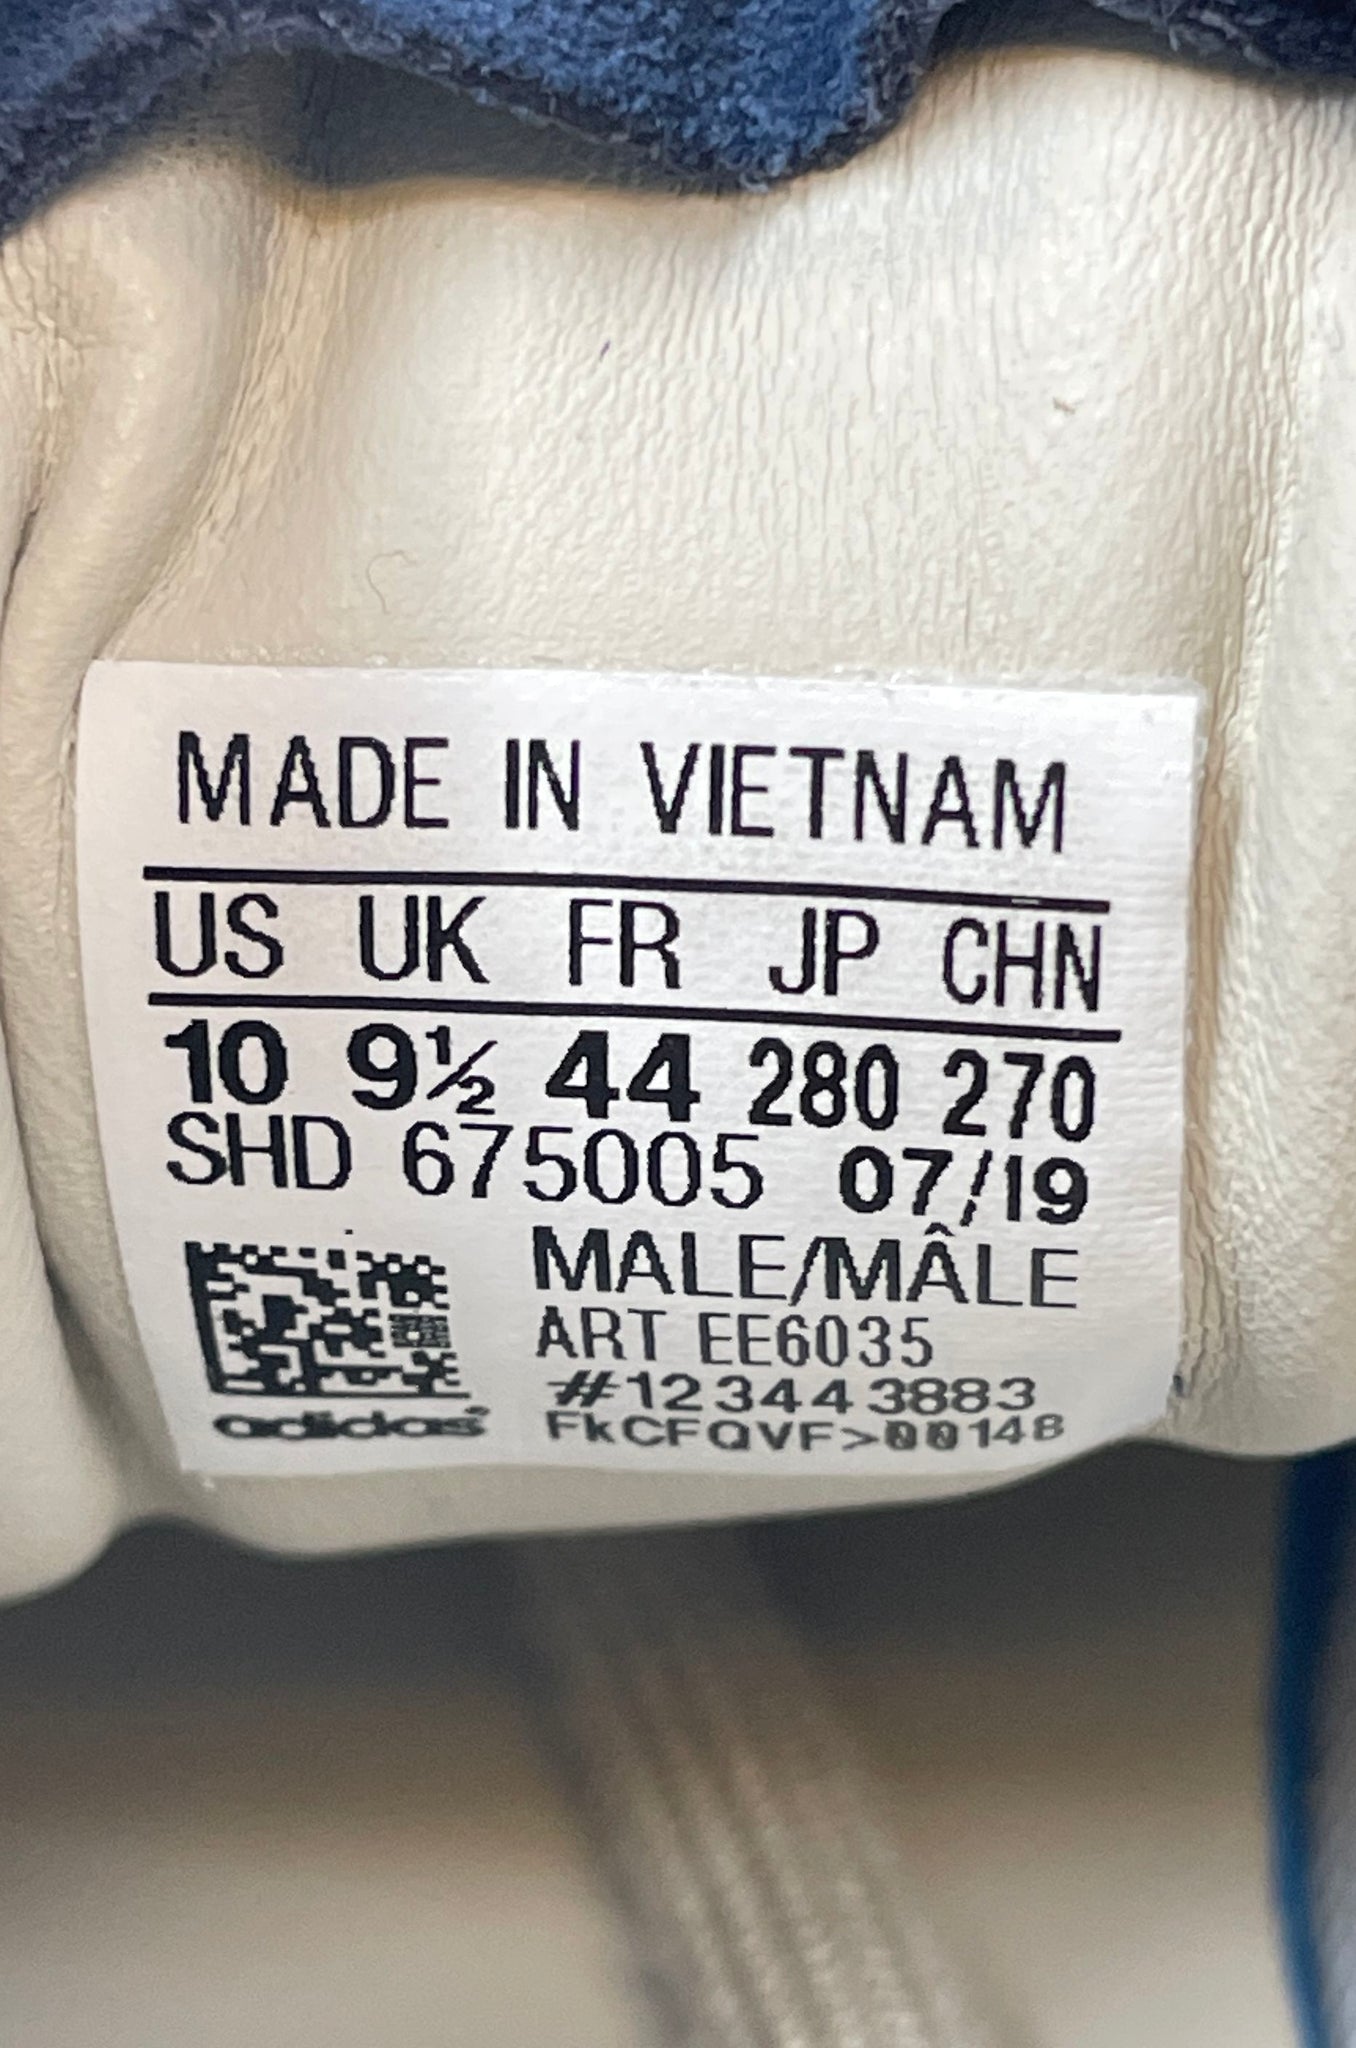 MADE IN VIETNAM
US UK FR JP CHN
10 9½ 44 280 270
SHD 675005 07/19
MALE/MÂLE
ART EE6035
#123443883
adidas FkCFQVF>00148